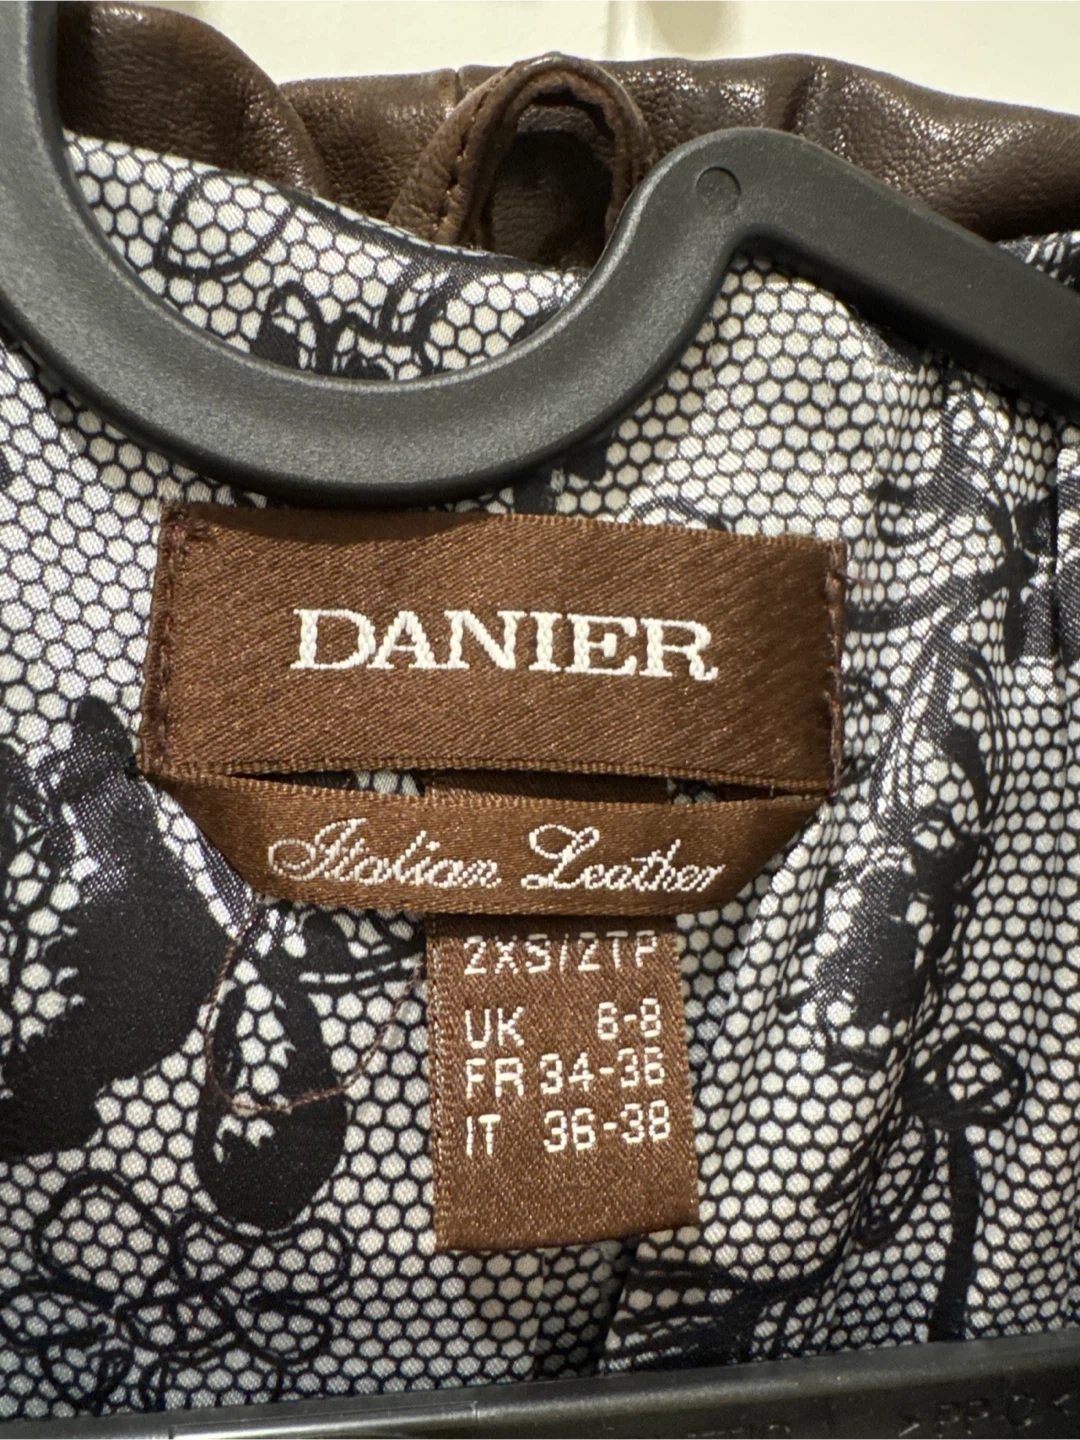 DANIER
Italian Leather
2XS/2TP
UK 6-8
FR 34-36
IT 36-38